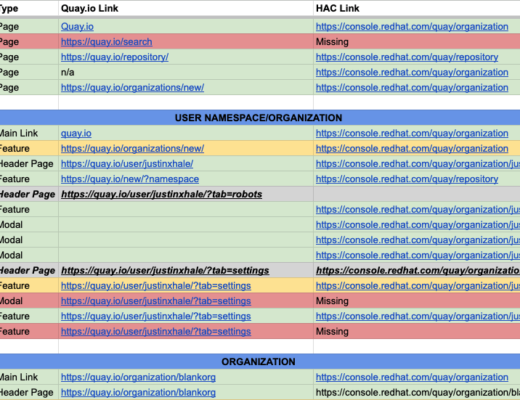 Type Quay.io Link HAC Link
Page Quay.io https://console.redhat.com/quay/organization
Page https://quay.io/search Missing
Page https://quay.io/repository/ https://console.redhat.com/quay/repository
Page n/a https://console.redhat.com/quay/organization
Page https://quay.io/organizations/new/ https://console.redhat.com/quay/organization
USER NAMESPACE/ORGANIZATION
Main Link quay.io https://console.redhat.com/quay/organization
Feature https://quay.io/organizations/new/ https://console.redhat.com/quay/organization
Header Page https://quay.io/user/justinxhale/ https://console.redhat.com/quay/organization/jus
Feature https://quay.io/new/?namespace https://console.redhat.com/quay/repository
Header Page https://quay.io/user/justinxhale/?tab=robots
Feature https://console.redhat.com/quay/organization/jus
Modal https://console.redhat.com/quay/organization/jus
Modal https://console.redhat.com/quay/organization/jus
Modal https://console.redhat.com/quay/organization/jus
Header Page https://quay.io/user/justinxhale/?tab=settings https://console.redhat.com/quay/organizatio
Feature https://quay.io/user/justinxhale/?tab=settings https://console.redhat.com/quay/organization/jus
Modal https://quay.io/user/justinxhale/?tab=settings Missing
Feature https://quay.io/user/justinxhale/?tab=settings https://console.redhat.com/quay/organization/jus
Feature https://quay.io/user/justinxhale/?tab=settings Missing
ORGANIZATION
Main Link https://quay.io/organization/blankorg https://console.redhat.com/quay/organization
Header Page https://quay.io/organization/blankorg https://console.redhat.com/quay/organization/bla